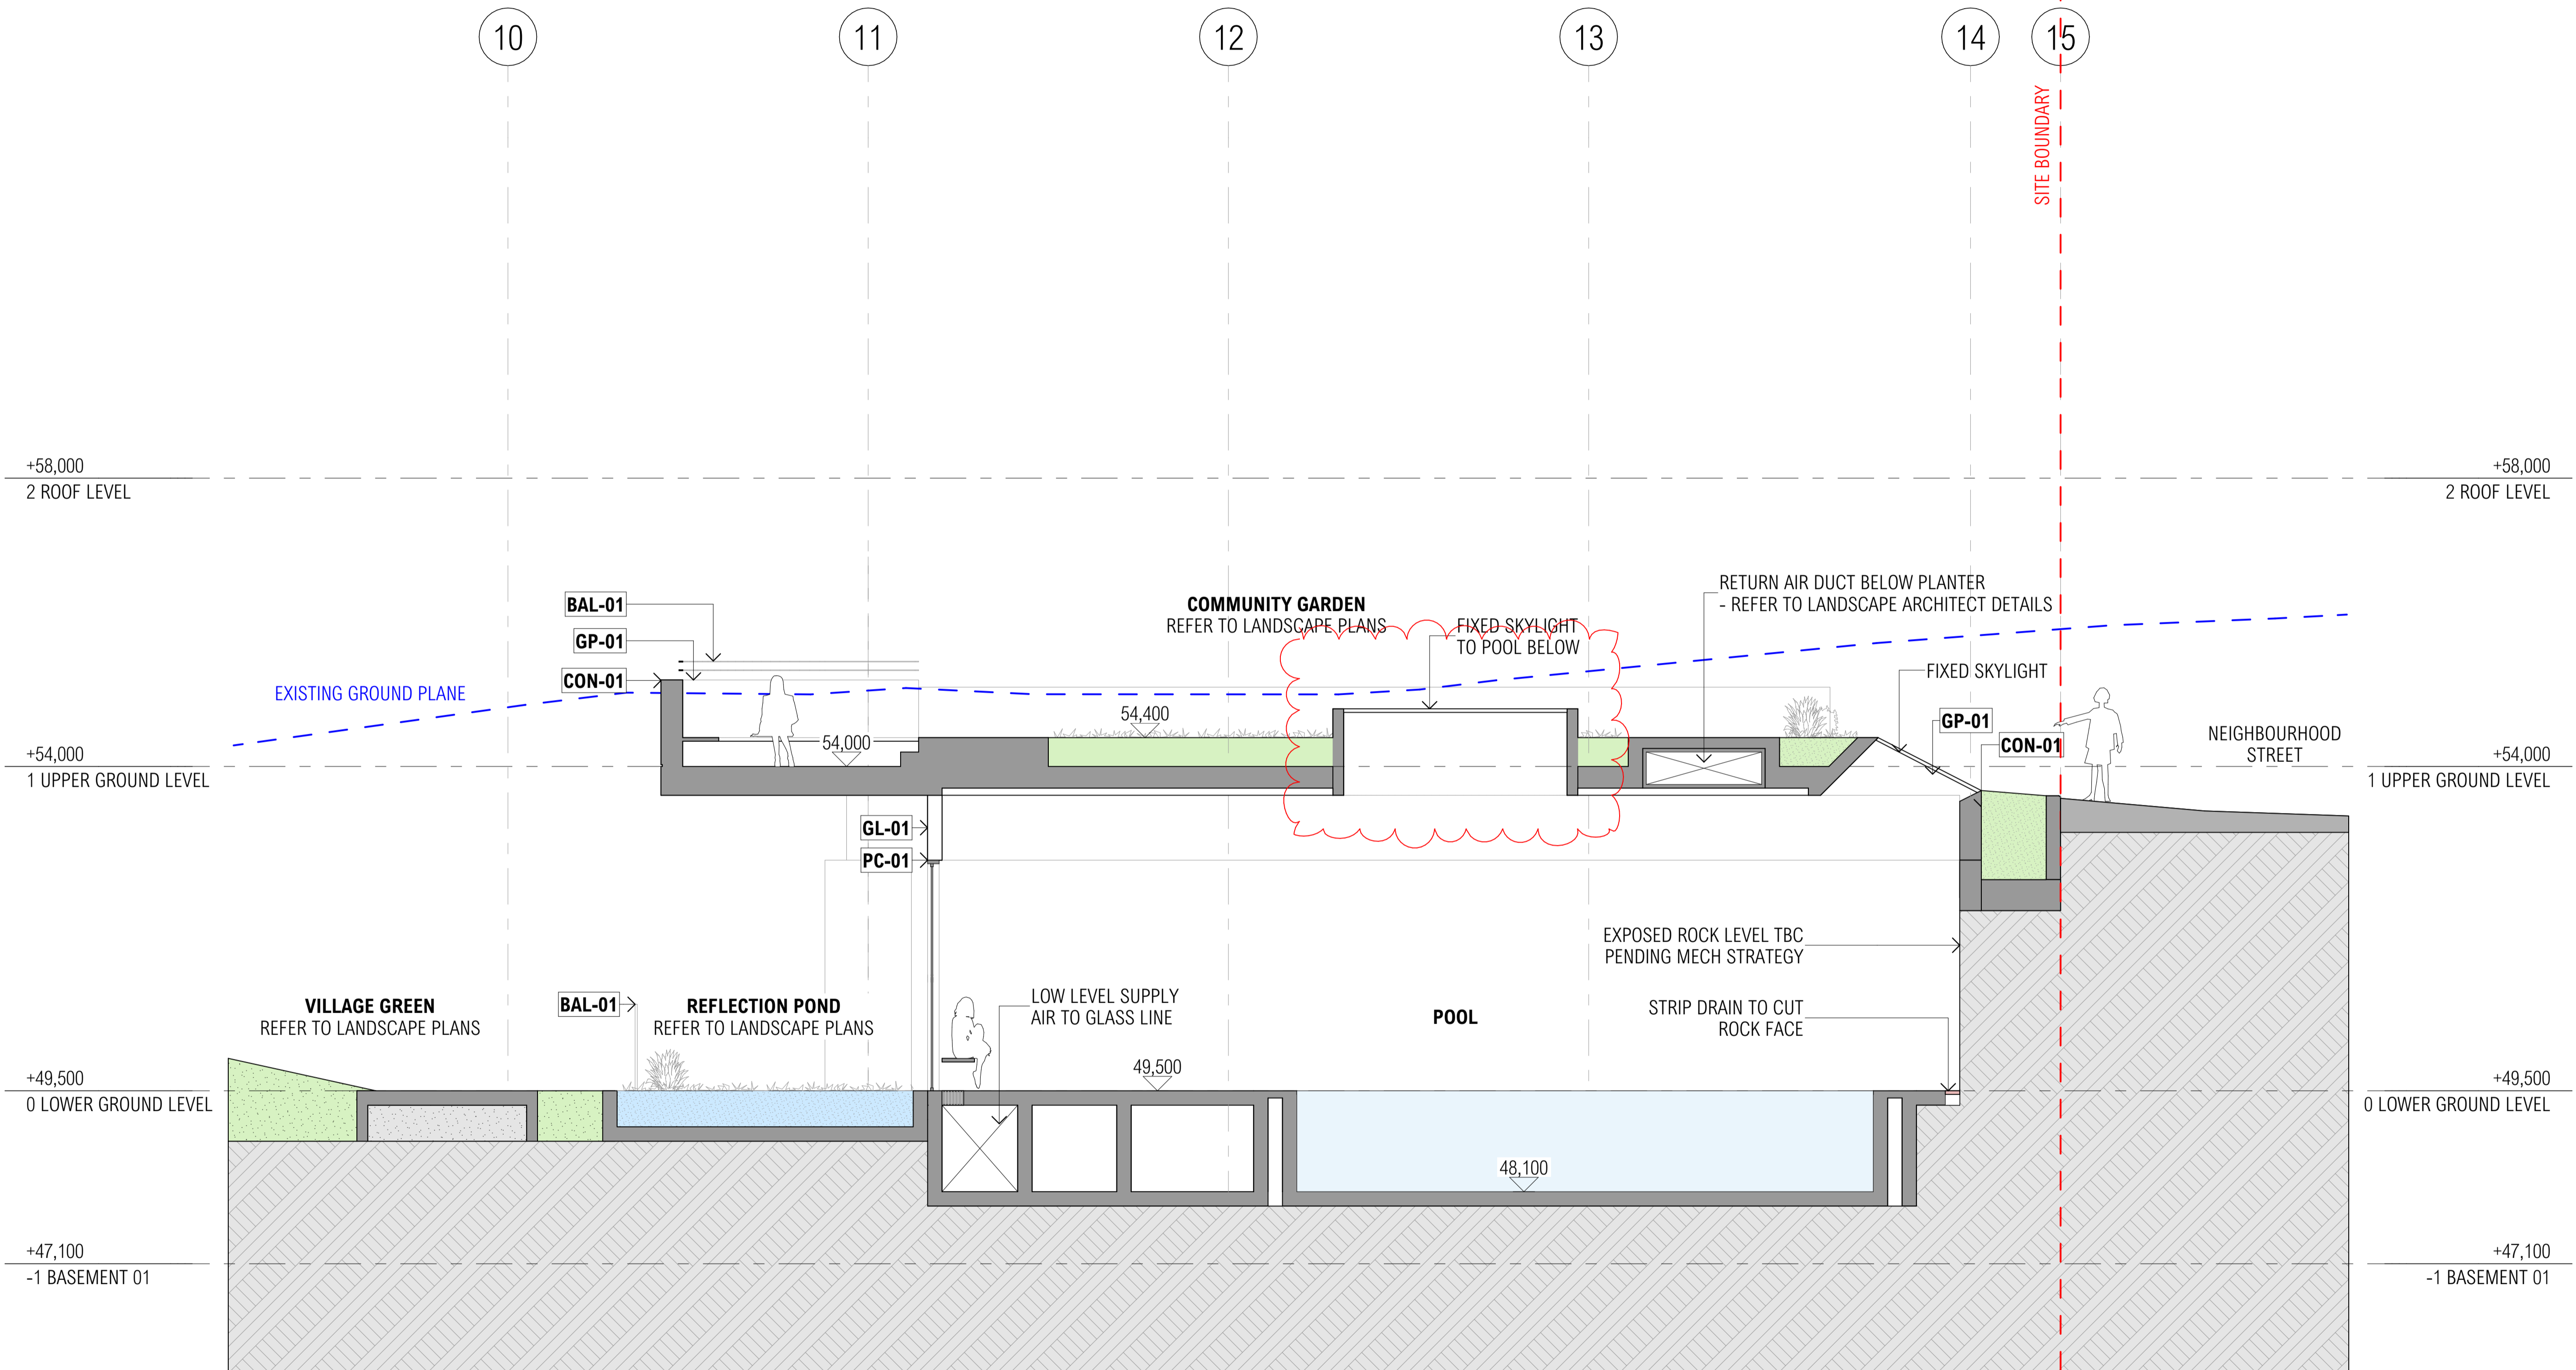 10
11
12
13
14
15
SITE BOUNDARY
+58,000
2 ROOF LEVEL
+58,000
2 ROOF LEVEL
BAL-01
GP-01
CON-01
EXISTING GROUND PLANE
COMMUNITY GARDEN
REFER TO LANDSCAPE PLANS
FIXED SKYLIGHT
TO POOL BELOW
RETURN AIR DUCT BELOW PLANTER
- REFER TO LANDSCAPE ARCHITECT DETAILS
FIXED SKYLIGHT
GP-01
CON-01
NEIGHBOURHOOD
STREET
54,400
54,000
+54,000
1 UPPER GROUND LEVEL
+54,000
1 UPPER GROUND LEVEL
GL-01
PC-01
EXPOSED ROCK LEVEL TBC
PENDING MECH STRATEGY
VILLAGE GREEN
REFER TO LANDSCAPE PLANS
BAL-01
REFLECTION POND
REFER TO LANDSCAPE PLANS
LOW LEVEL SUPPLY
AIR TO GLASS LINE
POOL
STRIP DRAIN TO CUT
ROCK FACE
49,500
+49,500
0 LOWER GROUND LEVEL
+49,500
0 LOWER GROUND LEVEL
48,100
+47,100
-1 BASEMENT 01
+47,100
-1 BASEMENT 01